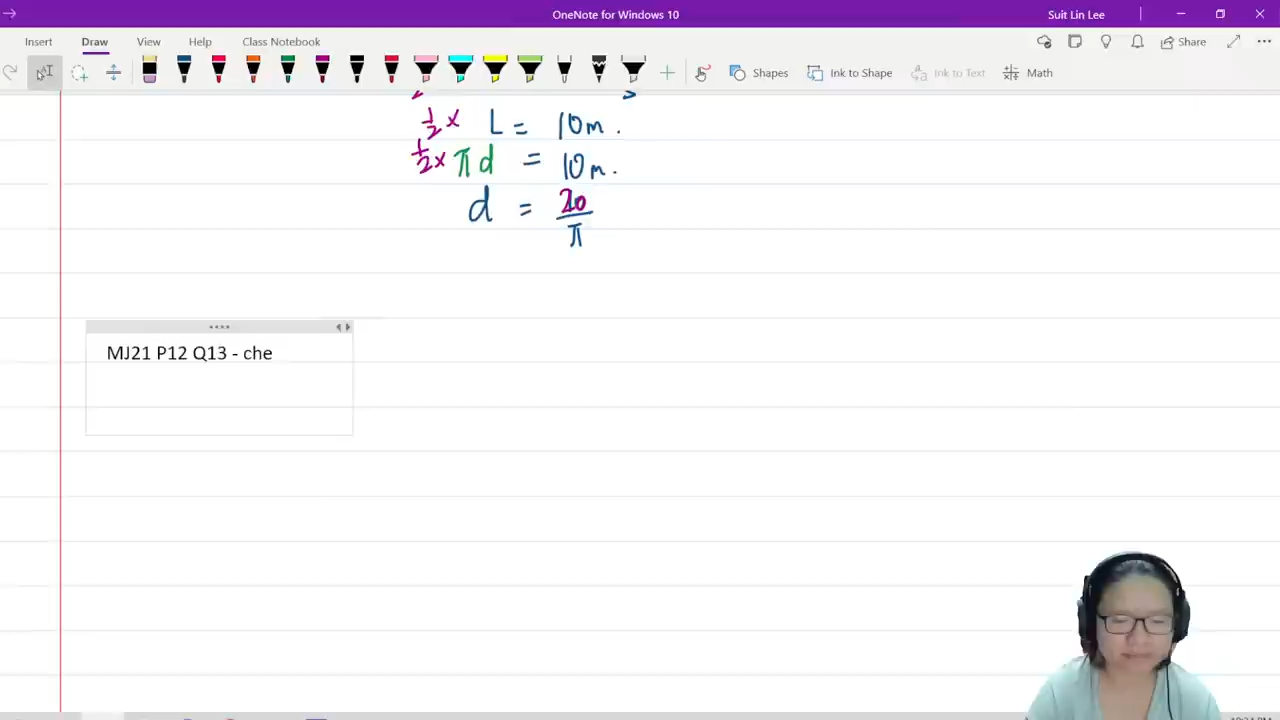 OneNote for Windows 10
Suit Lin Lee
Insert
Draw
View
Help
Class Notebook
Share
Shapes
Ink to Shape
Ink to Text
Math
½ × L = 10m.
½ × π d = 10m.
d = 20/π
MJ21 P12 Q13 - che